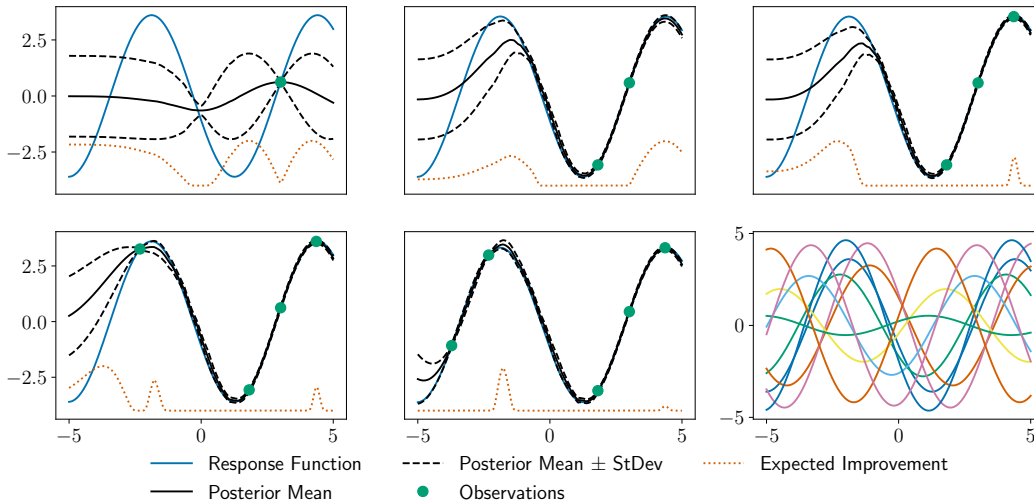 2.5
0.0
−2.5
2.5
0.0
−2.5
−5 0 5
−5 0 5
5
0
−5
−5 0 5
Response Function
Posterior Mean
Posterior Mean ± StDev
Observations
Expected Improvement